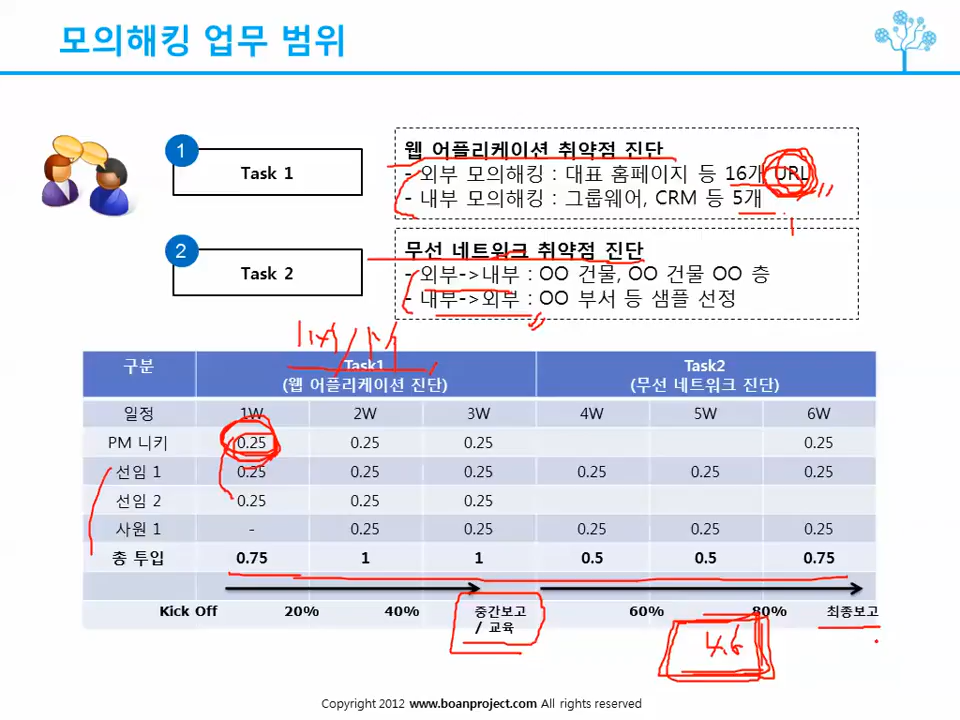 모의해킹 업무 범위
1
Task 1
웹 어플리케이션 취약점 진단
- 외부 모의해킹 : 대표 홈페이지 등 16개 URL
- 내부 모의해킹 : 그룹웨어, CRM 등 5개
2
Task 2
무선 네트워크 취약점 진단
- 외부->내부 : OO 건물, OO 건물 OO 층
- 내부->외부 : OO 부서 등 샘플 선정
구분 Task1 (웹 어플리케이션 진단) Task2 (무선 네트워크 진단)
일정 1W 2W 3W 4W 5W 6W
PM 니키 0.25 0.25 0.25 0.25
선임 1 0.25 0.25 0.25 0.25 0.25 0.25
선임 2 0.25 0.25 0.25
사원 1 - 0.25 0.25 0.25 0.25 0.25
총 투입 0.75 1 1 0.5 0.5 0.75
Kick Off 20% 40% 중간보고 / 교육 60% 80% 최종보고
4.6
Copyright 2012 www.boanproject.com All rights reserved